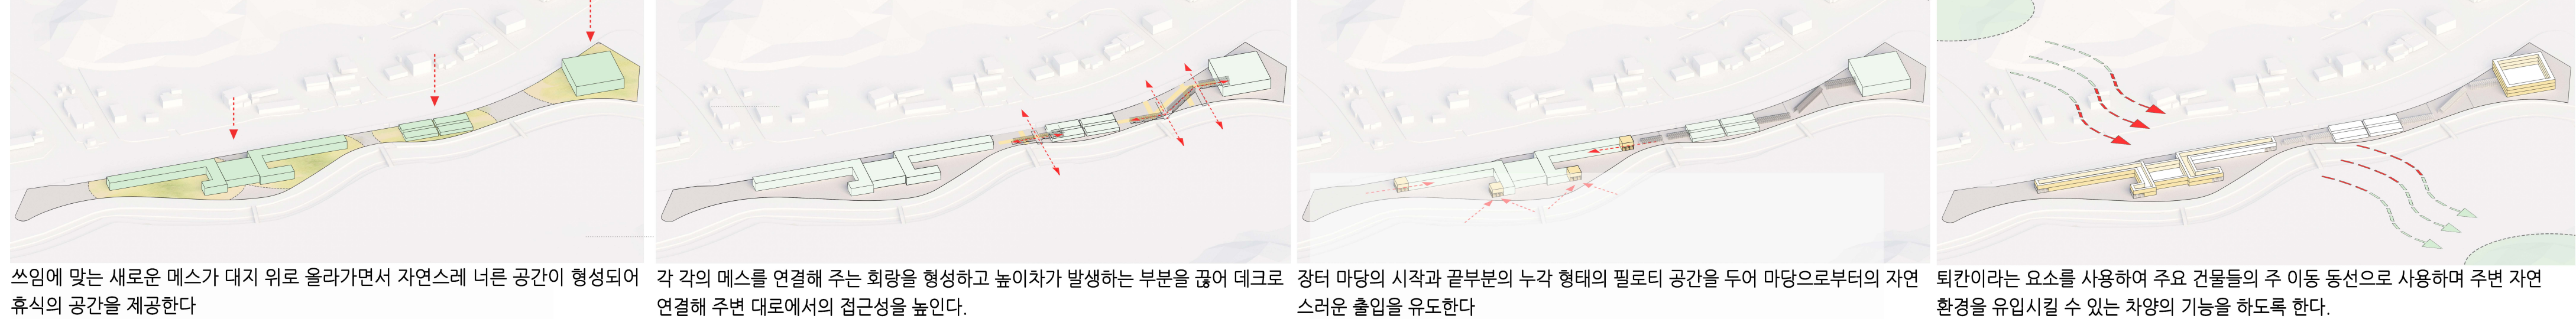 쓰임에 맞는 새로운 메스가 대지 위로 올라가면서 자연스레 너른 공간이 형성되어
휴식의 공간을 제공한다
각 각의 메스를 연결해 주는 회랑을 형성하고 높이차가 발생하는 부분을 끊어 데크로
연결해 주변 대로에서의 접근성을 높인다.
장터 마당의 시작과 끝부분의 누각 형태의 필로티 공간을 두어 마당으로부터의 자연
스러운 출입을 유도한다
퇴칸이라는 요소를 사용하여 주요 건물들의 주 이동 동선으로 사용하며 주변 자연
환경을 유입시킬 수 있는 차양의 기능을 하도록 한다.